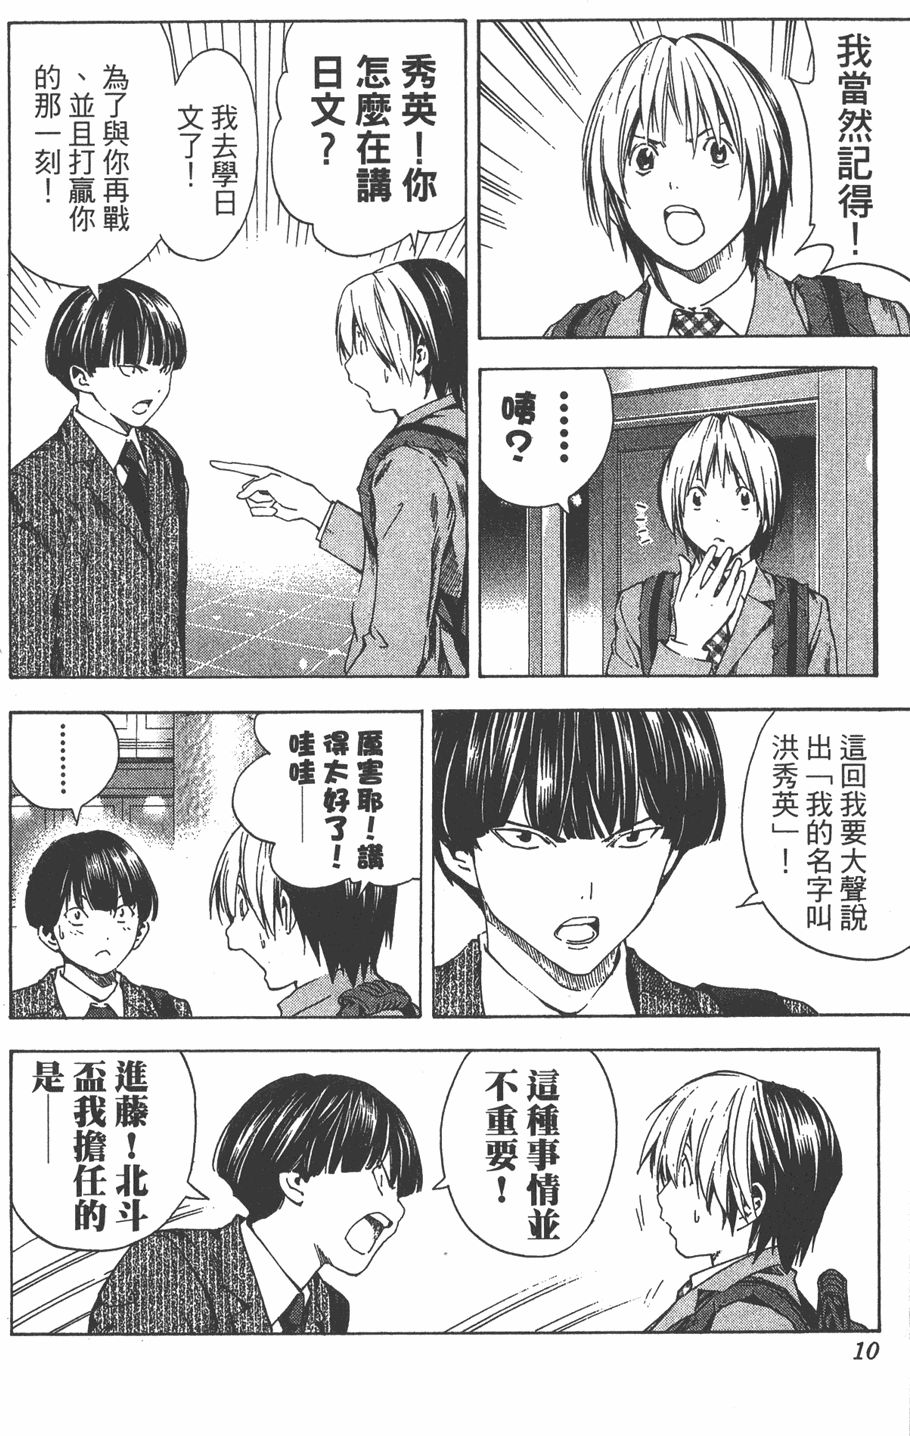 我當然記得！
……
咦？
秀英！你
怎麼在講
日文？
我去學日
文了！
為了與你再戰
、並且打贏你
的那一刻！
這回我要大聲說
出「我的名字叫
洪秀英」！
厲害耶！講
得太好了！
哇哇——
………
這種事情並
不重要！
進藤！北斗
盃我擔任的
是——
10